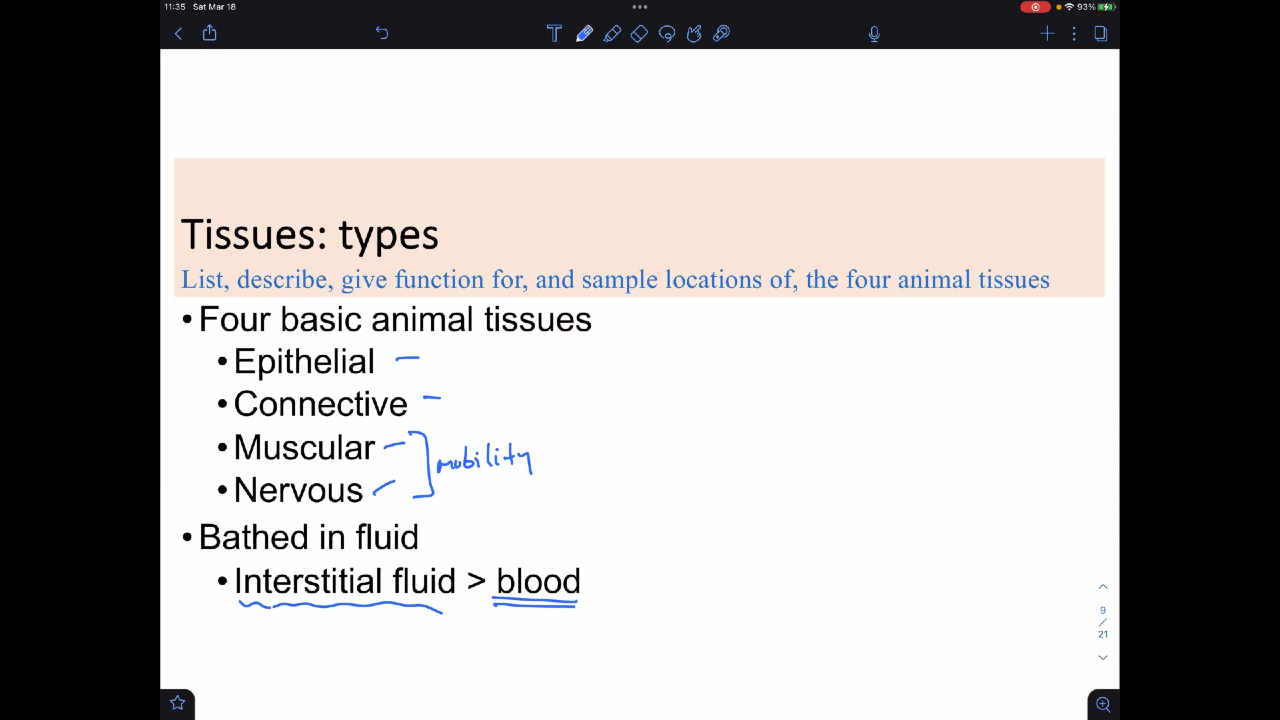 11:35 Sat Mar 18
93%
Tissues: types
List, describe, give function for, and sample locations of, the four animal tissues
• Four basic animal tissues
• Epithelial –
• Connective –
• Muscular –
mobility
• Nervous –
• Bathed in fluid
• Interstitial fluid > blood
9
/
21